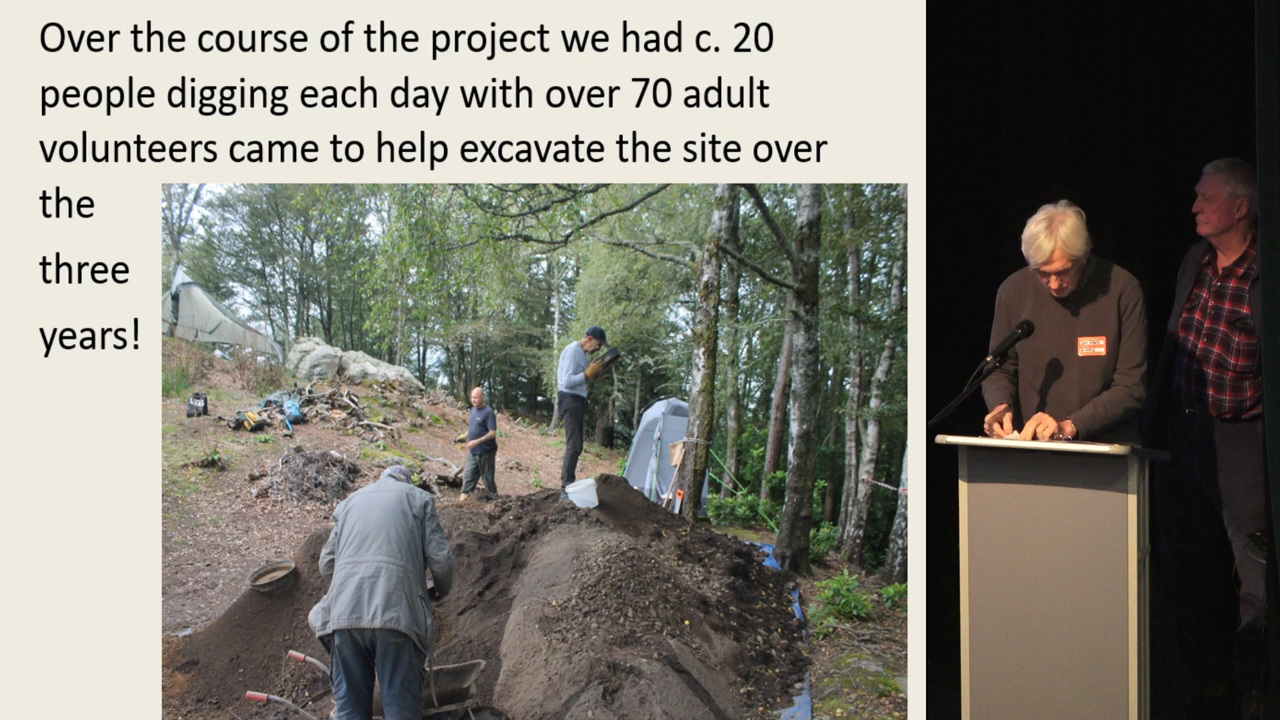 Over the course of the project we had c. 20
people digging each day with over 70 adult
volunteers came to help excavate the site over
the
three
years!